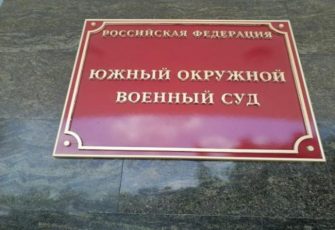 РОССИЙСКАЯ ФЕДЕРАЦИЯ
ЮЖНЫЙ ОКРУЖНОЙ
ВОЕННЫЙ СУД